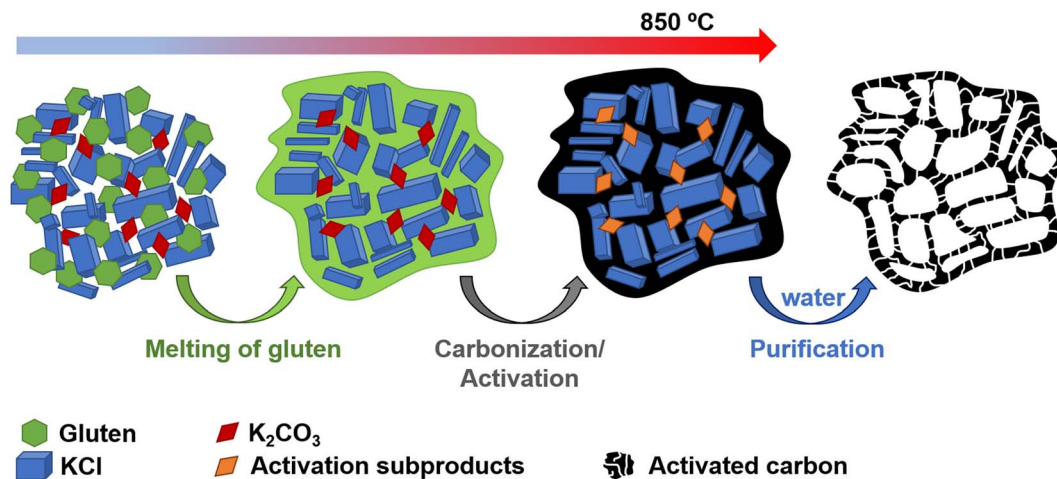 850 ºC
water
Melting of gluten
Carbonization/
Activation
Purification
Gluten
K₂CO₃
KCl
Activation subproducts
Activated carbon